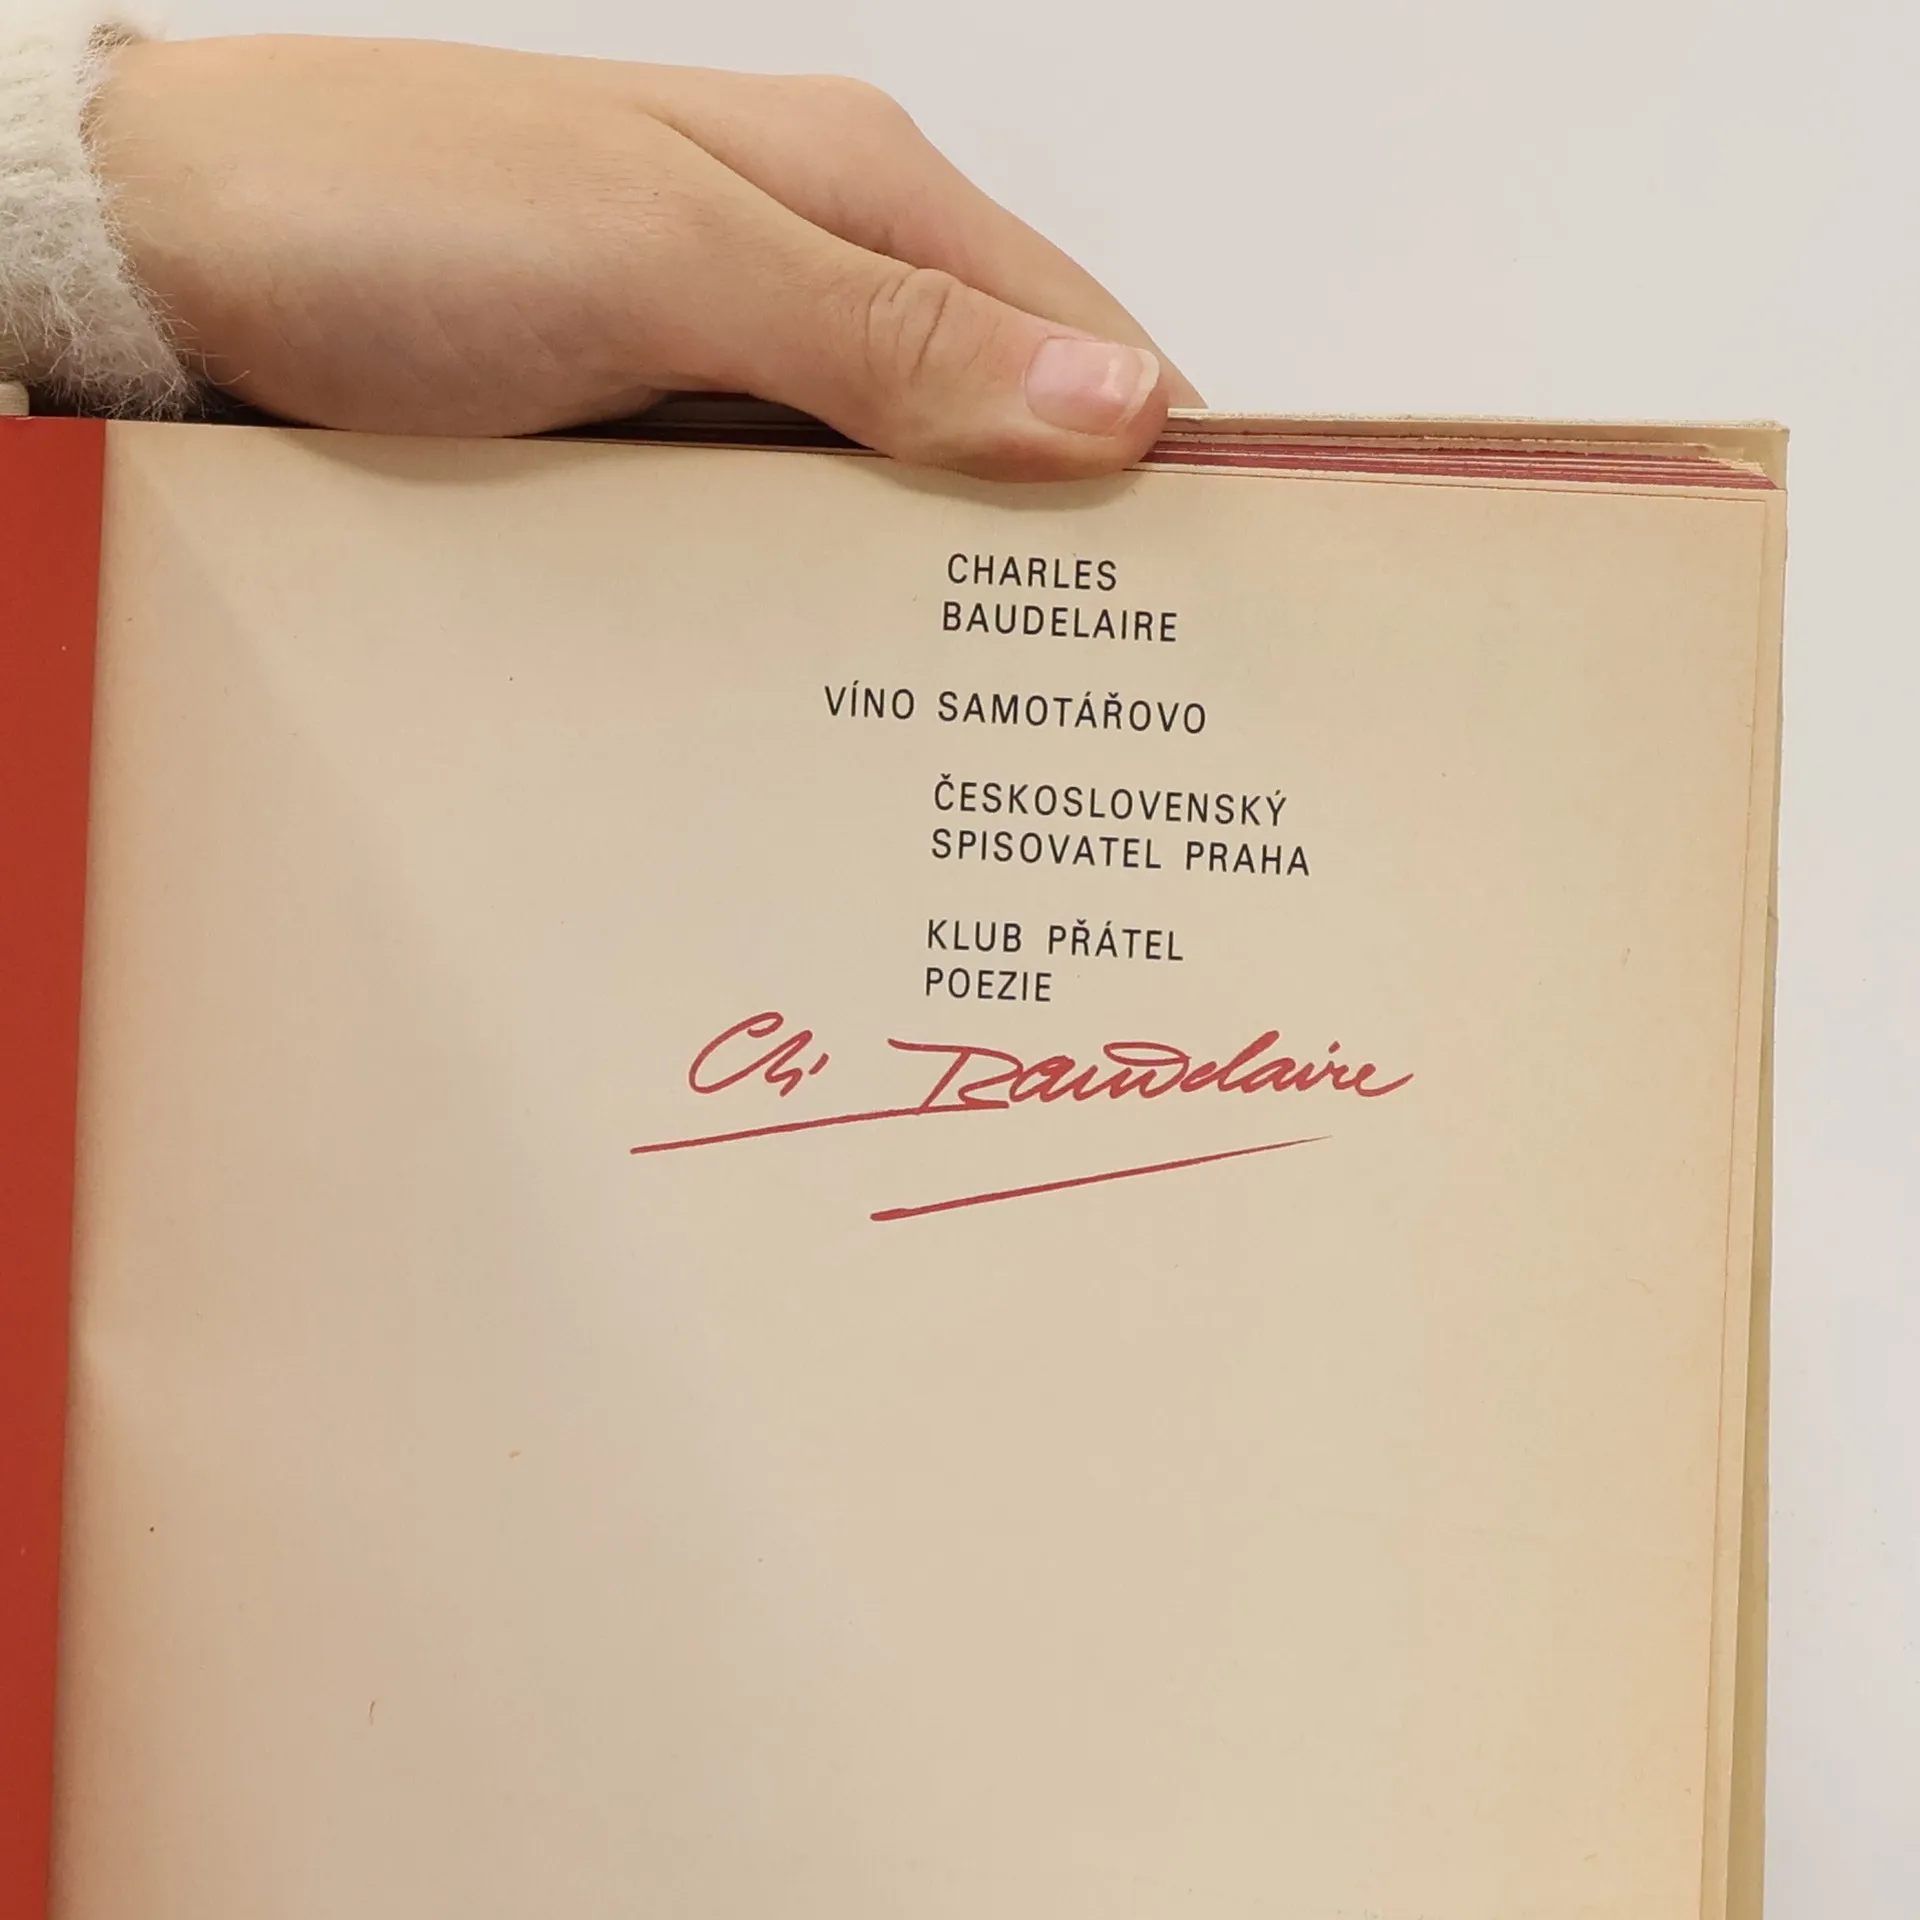 CHARLES
BAUDELAIRE
VÍNO SAMOTÁŘOVO
ČESKOSLOVENSKÝ
SPISOVATEL PRAHA
KLUB PŘÁTEL
POEZIE
Ch. Baudelaire